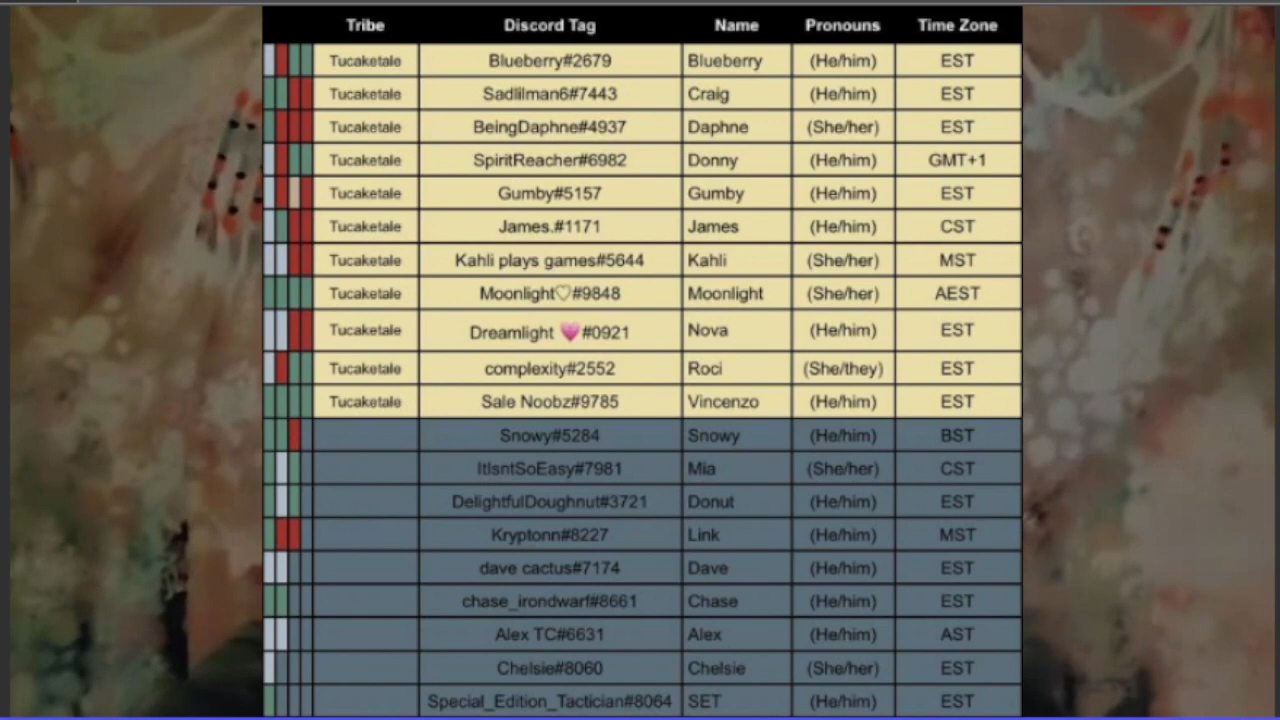 Tribe Discord Tag Name Pronouns Time Zone
Tucaketale Blueberry#2679 Blueberry (He/him) EST
Tucaketale Sadlilman6#7443 Craig (He/him) EST
Tucaketale BeingDaphne#4937 Daphne (She/her) EST
Tucaketale SpiritReacher#6982 Donny (He/him) GMT+1
Tucaketale Gumby#5157 Gumby (He/him) EST
Tucaketale James.#1171 James (He/him) CST
Tucaketale Kahli plays games#5644 Kahli (She/her) MST
Tucaketale Moonlight♡#9848 Moonlight (She/her) AEST
Tucaketale Dreamlight 💗#0921 Nova (He/him) EST
Tucaketale complexity#2552 Roci (She/they) EST
Tucaketale Sale Noobz#9785 Vincenzo (He/him) EST
Snowy#5284 Snowy (He/him) BST
ItIsntSoEasy#7981 Mia (She/her) CST
DelightfulDoughnut#3721 Donut (He/him) EST
Kryptonn#8227 Link (He/him) MST
dave cactus#7174 Dave (He/him) EST
chase_irondwarf#8661 Chase (He/him) EST
Alex TC#6631 Alex (He/him) AST
Chelsie#8060 Chelsie (She/her) EST
Special_Edition_Tactician#8064 SET (He/him) EST